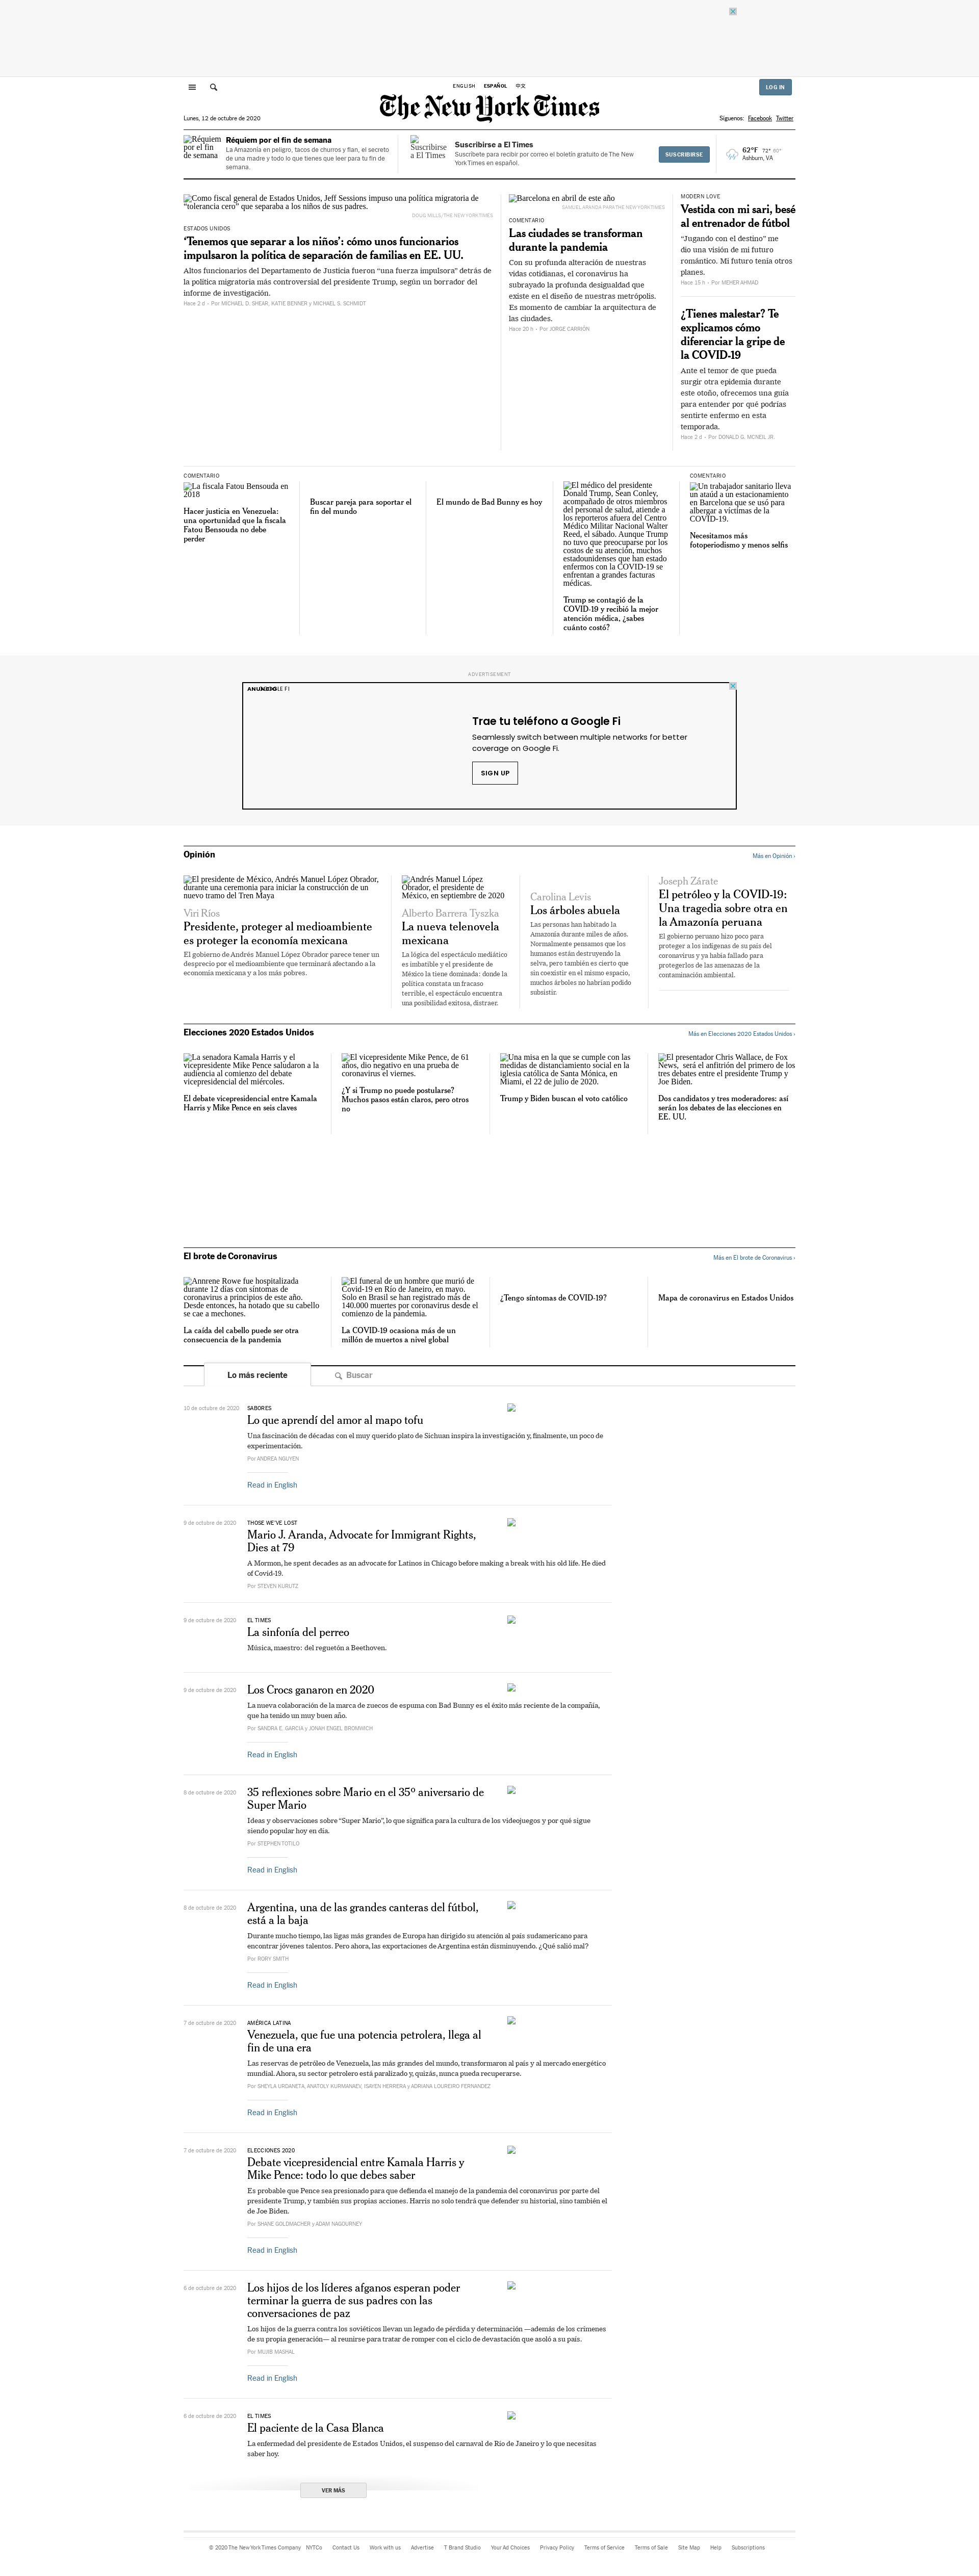 ENGLISH ESPAÑOL 中文
LOG IN
The New York Times
Lunes, 12 de octubre de 2020
Síguenos: Facebook Twitter
Réquiem por el fin de semana
Réquiem por el fin de semana
La Amazonía en peligro, tacos de churros y flan, el secreto
de una madre y todo lo que tienes que leer para tu fin de
semana.
Suscribirse a El Times
Suscribirse a El Times
Suscríbete para recibir por correo el boletín gratuito de The New
York Times en español.
SUSCRIBIRSE
62°F 72° 60°
Ashburn, VA
Como fiscal general de Estados Unidos, Jeff Sessions impuso una política migratoria de
"tolerancia cero" que separaba a los niños de sus padres.
DOUG MILLS/THE NEW YORK TIMES
ESTADOS UNIDOS
‘Tenemos que separar a los niños’: cómo unos funcionarios
impulsaron la política de separación de familias en EE. UU.
Altos funcionarios del Departamento de Justicia fueron “una fuerza impulsora” detrás de
la política migratoria más controversial del presidente Trump, según un borrador del
informe de investigación.
Hace 2 d - Por MICHAEL D. SHEAR, KATIE BENNER y MICHAEL S. SCHMIDT
Barcelona en abril de este año
SAMUEL ARANDA PARA THE NEW YORK TIMES
COMENTARIO
Las ciudades se transforman
durante la pandemia
Con su profunda alteración de nuestras
vidas cotidianas, el coronavirus ha
subrayado la profunda desigualdad que
existe en el diseño de nuestras metrópolis.
Es momento de cambiar la arquitectura de
las ciudades.
Hace 20 h - Por JORGE CARRIÓN
MODERN LOVE
Vestida con mi sari, besé
al entrenador de fútbol
“Jugando con el destino” me
dio una visión de mi futuro
romántico. Mi futuro tenía otros
planes.
Hace 15 h - Por MEHER AHMAD
¿Tienes malestar? Te
explicamos cómo
diferenciar la gripe de
la COVID-19
Ante el temor de que pueda
surgir otra epidemia durante
este otoño, ofrecemos una guía
para entender por qué podrías
sentirte enfermo en esta
temporada.
Hace 2 d - Por DONALD G. MCNEIL JR.
COMENTARIO
La fiscala Fatou Bensouda en
2018
Hacer justicia en Venezuela:
una oportunidad que la fiscala
Fatou Bensouda no debe
perder
Buscar pareja para soportar el
fin del mundo
El mundo de Bad Bunny es hoy
El médico del presidente
Donald Trump, Sean Conley,
acompañado de otros miembros
del personal de salud, atiende a
los reporteros afuera del Centro
Médico Militar Nacional Walter
Reed, el sábado. Aunque Trump
no tuvo que preocuparse por los
costos de su atención, muchos
estadounidenses que han estado
enfermos con la COVID-19 se
enfrentan a grandes facturas
médicas.
Trump se contagió de la
COVID-19 y recibió la mejor
atención médica, ¿sabes
cuánto costó?
COMENTARIO
Un trabajador sanitario lleva
un ataúd a un estacionamiento
en Barcelona que se usó para
albergar a víctimas de la
COVID-19.
Necesitamos más
fotoperiodismo y menos selfis
ADVERTISEMENT
ANUNCIO GOOGLE FI
Trae tu teléfono a Google Fi
Seamlessly switch between multiple networks for better
coverage on Google Fi.
SIGN UP
Opinión
Más en Opinión ›
El presidente de México, Andrés Manuel López Obrador,
durante una ceremonia para iniciar la construcción de un
nuevo tramo del Tren Maya
Viri Ríos
Presidente, proteger al medioambiente
es proteger la economía mexicana
El gobierno de Andrés Manuel López Obrador parece tener un
desprecio por el medioambiente que terminará afectando a la
economía mexicana y a los más pobres.
Andrés Manuel López
Obrador, el presidente de
México, en septiembre de 2020
Alberto Barrera Tyszka
La nueva telenovela
mexicana
La lógica del espectáculo mediático
es imbatible y el presidente de
México la tiene dominada: donde la
política constata un fracaso
terrible, el espectáculo encuentra
una posibilidad exitosa, distraer.
Carolina Levis
Los árboles abuela
Las personas han habitado la
Amazonía durante miles de años.
Normalmente pensamos que los
humanos están destruyendo la
selva, pero también es cierto que
sin coexistir en el mismo espacio,
muchos árboles no habrían podido
subsistir.
Joseph Zárate
El petróleo y la COVID-19:
Una tragedia sobre otra en
la Amazonía peruana
El gobierno peruano hizo poco para
proteger a los indígenas de su país del
coronavirus y ya había fallado para
protegerlos de las amenazas de la
contaminación ambiental.
Elecciones 2020 Estados Unidos
Más en Elecciones 2020 Estados Unidos ›
La senadora Kamala Harris y el
vicepresidente Mike Pence saludaron a la
audiencia al comienzo del debate
vicepresidencial del miércoles.
El debate vicepresidencial entre Kamala
Harris y Mike Pence en seis claves
El vicepresidente Mike Pence, de 61
años, dio negativo en una prueba de
coronavirus el viernes.
¿Y si Trump no puede postularse?
Muchos pasos están claros, pero otros
no
Una misa en la que se cumple con las
medidas de distanciamiento social en la
iglesia católica de Santa Mónica, en
Miami, el 22 de julio de 2020.
Trump y Biden buscan el voto católico
El presentador Chris Wallace, de Fox
News, será el anfitrión del primero de los
tres debates entre el presidente Trump y
Joe Biden.
Dos candidatos y tres moderadores: así
serán los debates de las elecciones en
EE. UU.
El brote de Coronavirus
Más en El brote de Coronavirus ›
Annrene Rowe fue hospitalizada
durante 12 días con síntomas de
coronavirus a principios de este año.
Desde entonces, ha notado que su cabello
se cae a mechones.
La caída del cabello puede ser otra
consecuencia de la pandemia
El funeral de un hombre que murió de
Covid-19 en Río de Janeiro, en mayo.
Solo en Brasil se han registrado más de
140.000 muertes por coronavirus desde el
comienzo de la pandemia.
La COVID-19 ocasiona más de un
millón de muertos a nivel global
¿Tengo síntomas de COVID-19?
Mapa de coronavirus en Estados Unidos
Lo más reciente
Buscar
10 de octubre de 2020
SABORES
Lo que aprendí del amor al mapo tofu
Una fascinación de décadas con el muy querido plato de Sichuan inspira la investigación y, finalmente, un poco de
experimentación.
Por ANDREA NGUYEN
Read in English
9 de octubre de 2020
THOSE WE’VE LOST
Mario J. Aranda, Advocate for Immigrant Rights,
Dies at 79
A Mormon, he spent decades as an advocate for Latinos in Chicago before making a break with his old life. He died
of Covid-19.
Por STEVEN KURUTZ
9 de octubre de 2020
EL TIMES
La sinfonía del perreo
Música, maestro: del reguetón a Beethoven.
9 de octubre de 2020
Los Crocs ganaron en 2020
La nueva colaboración de la marca de zuecos de espuma con Bad Bunny es el éxito más reciente de la compañía,
que ha tenido un muy buen año.
Por SANDRA E. GARCIA y JONAH ENGEL BROMWICH
Read in English
8 de octubre de 2020
35 reflexiones sobre Mario en el 35º aniversario de
Super Mario
Ideas y observaciones sobre “Super Mario”, lo que significa para la cultura de los videojuegos y por qué sigue
siendo popular hoy en día.
Por STEPHEN TOTILO
Read in English
8 de octubre de 2020
Argentina, una de las grandes canteras del fútbol,
está a la baja
Durante mucho tiempo, las ligas más grandes de Europa han dirigido su atención al país sudamericano para
encontrar jóvenes talentos. Pero ahora, las exportaciones de Argentina están disminuyendo. ¿Qué salió mal?
Por RORY SMITH
Read in English
7 de octubre de 2020
AMÉRICA LATINA
Venezuela, que fue una potencia petrolera, llega al
fin de una era
Las reservas de petróleo de Venezuela, las más grandes del mundo, transformaron al país y al mercado energético
mundial. Ahora, su sector petrolero está paralizado y, quizás, nunca pueda recuperarse.
Por SHEYLA URDANETA, ANATOLY KURMANAEV, ISAYEN HERRERA y ADRIANA LOUREIRO FERNANDEZ
Read in English
7 de octubre de 2020
ELECCIONES 2020
Debate vicepresidencial entre Kamala Harris y
Mike Pence: todo lo que debes saber
Es probable que Pence sea presionado para que defienda el manejo de la pandemia del coronavirus por parte del
presidente Trump, y también sus propias acciones. Harris no solo tendrá que defender su historial, sino también el
de Joe Biden.
Por SHANE GOLDMACHER y ADAM NAGOURNEY
Read in English
6 de octubre de 2020
Los hijos de los líderes afganos esperan poder
terminar la guerra de sus padres con las
conversaciones de paz
Los hijos de la guerra contra los soviéticos llevan un legado de pérdida y determinación —además de los crímenes
de su propia generación— al reunirse para tratar de romper con el ciclo de devastación que asoló a su país.
Por MUJIB MASHAL
Read in English
6 de octubre de 2020
EL TIMES
El paciente de la Casa Blanca
La enfermedad del presidente de Estados Unidos, el suspenso del carnaval de Río de Janeiro y lo que necesitas
saber hoy.
VER MÁS
© 2020 The New York Times Company NYTCo Contact Us Work with us Advertise T Brand Studio Your Ad Choices Privacy Policy Terms of Service Terms of Sale Site Map Help Subscriptions